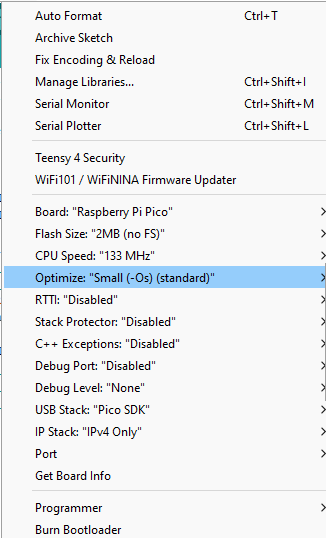 Auto Format Ctrl+T
Archive Sketch
Fix Encoding & Reload
Manage Libraries... Ctrl+Shift+I
Serial Monitor Ctrl+Shift+M
Serial Plotter Ctrl+Shift+L
Teensy 4 Security
WiFi101 / WiFiNINA Firmware Updater
Board: "Raspberry Pi Pico"
Flash Size: "2MB (no FS)"
CPU Speed: "133 MHz"
Optimize: "Small (-Os) (standard)"
RTTI: "Disabled"
Stack Protector: "Disabled"
C++ Exceptions: "Disabled"
Debug Port: "Disabled"
Debug Level: "None"
USB Stack: "Pico SDK"
IP Stack: "IPv4 Only"
Port
Get Board Info
Programmer
Burn Bootloader